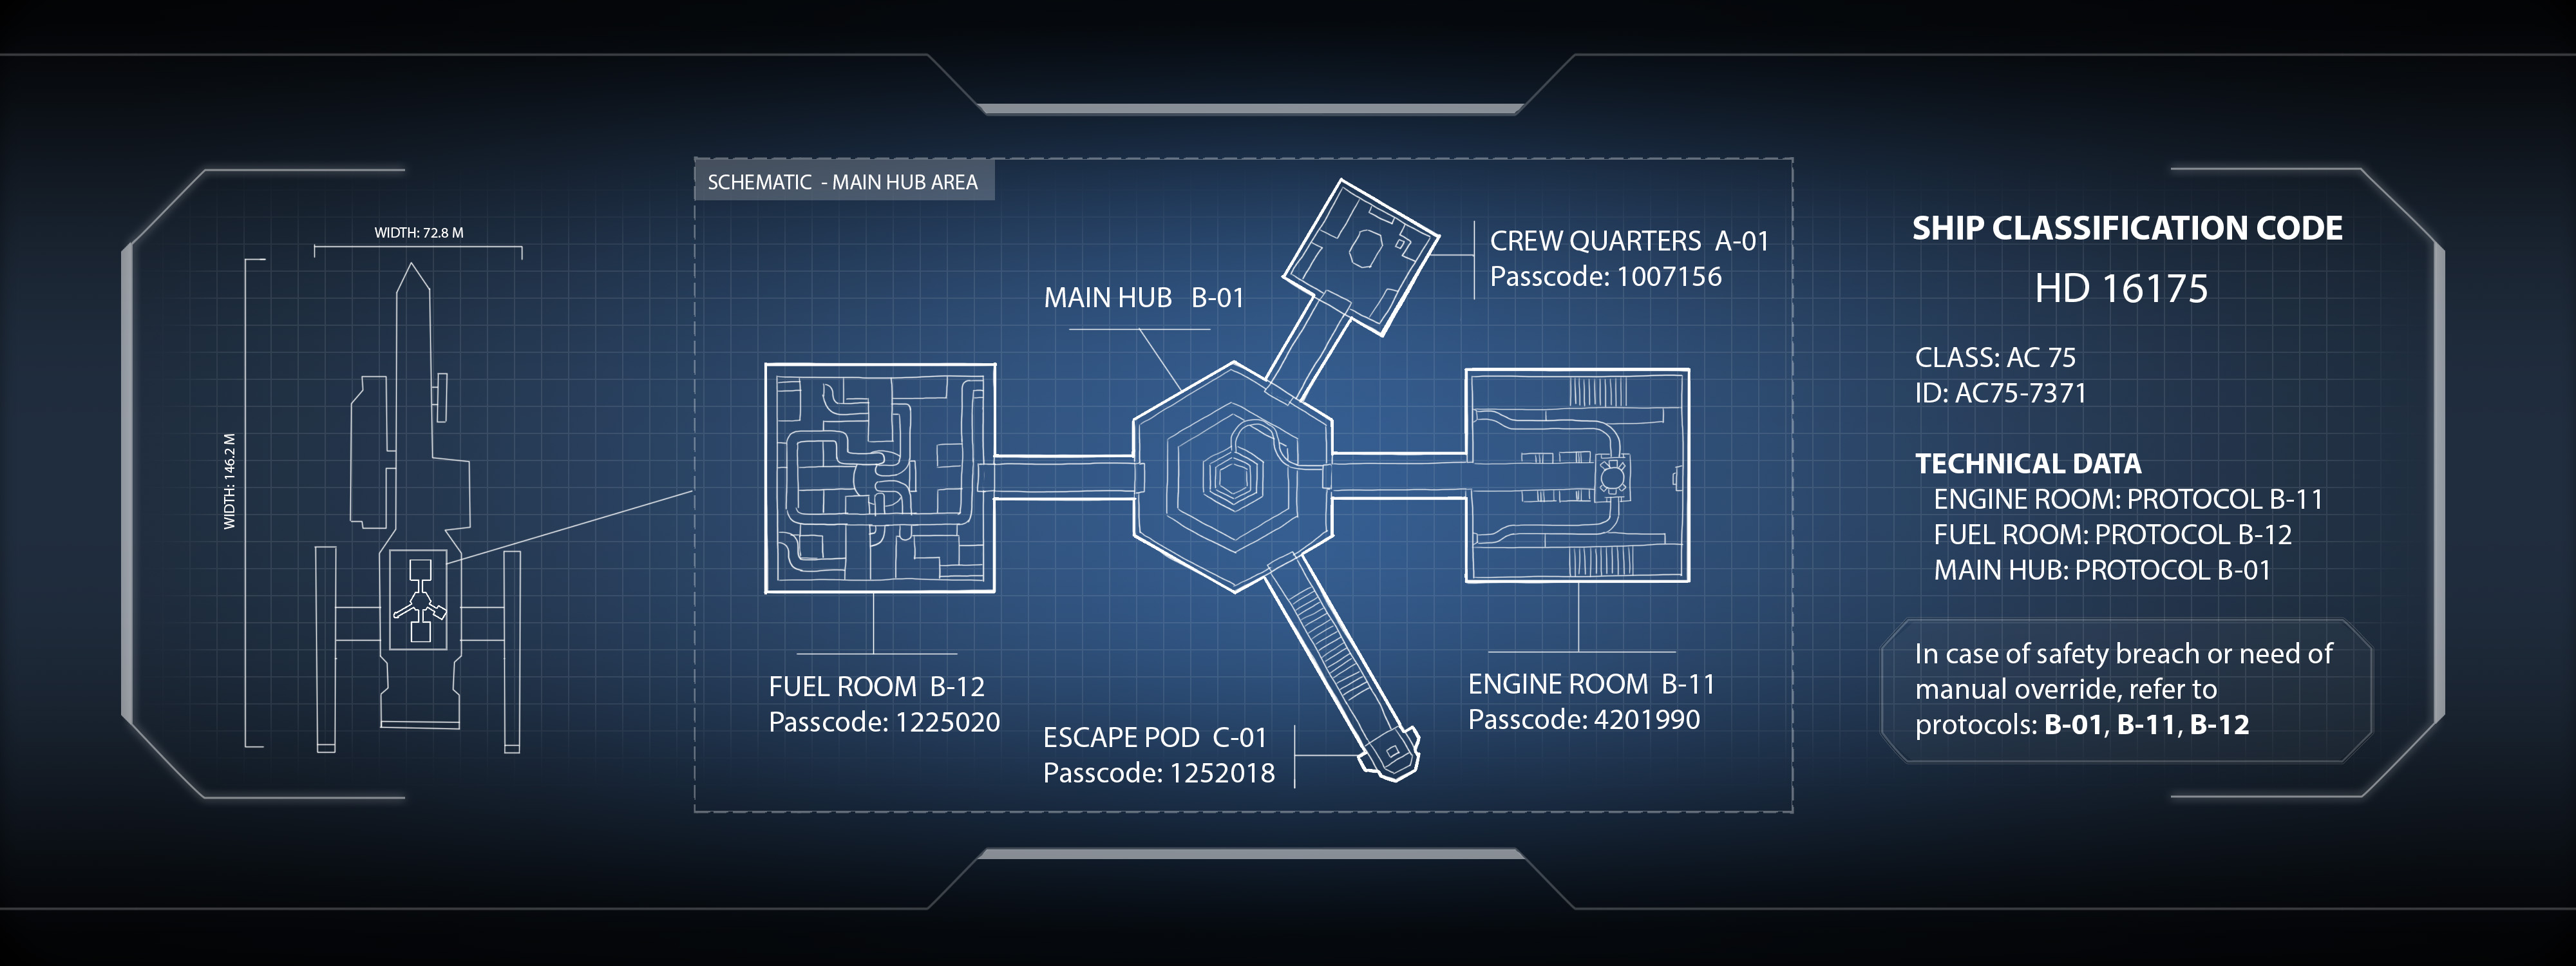 WIDTH: 72.8 M
WIDTH: 146.2 M
SCHEMATIC - MAIN HUB AREA
CREW QUARTERS A-01
Passcode: 1007156
MAIN HUB B-01
FUEL ROOM B-12
Passcode: 1225020
ESCAPE POD C-01
Passcode: 1252018
ENGINE ROOM B-11
Passcode: 4201990
SHIP CLASSIFICATION CODE
HD 16175
CLASS: AC 75
ID: AC75-7371
TECHNICAL DATA
ENGINE ROOM: PROTOCOL B-11
FUEL ROOM: PROTOCOL B-12
MAIN HUB: PROTOCOL B-01
In case of safety breach or need of
manual override, refer to
protocols: B-01, B-11, B-12